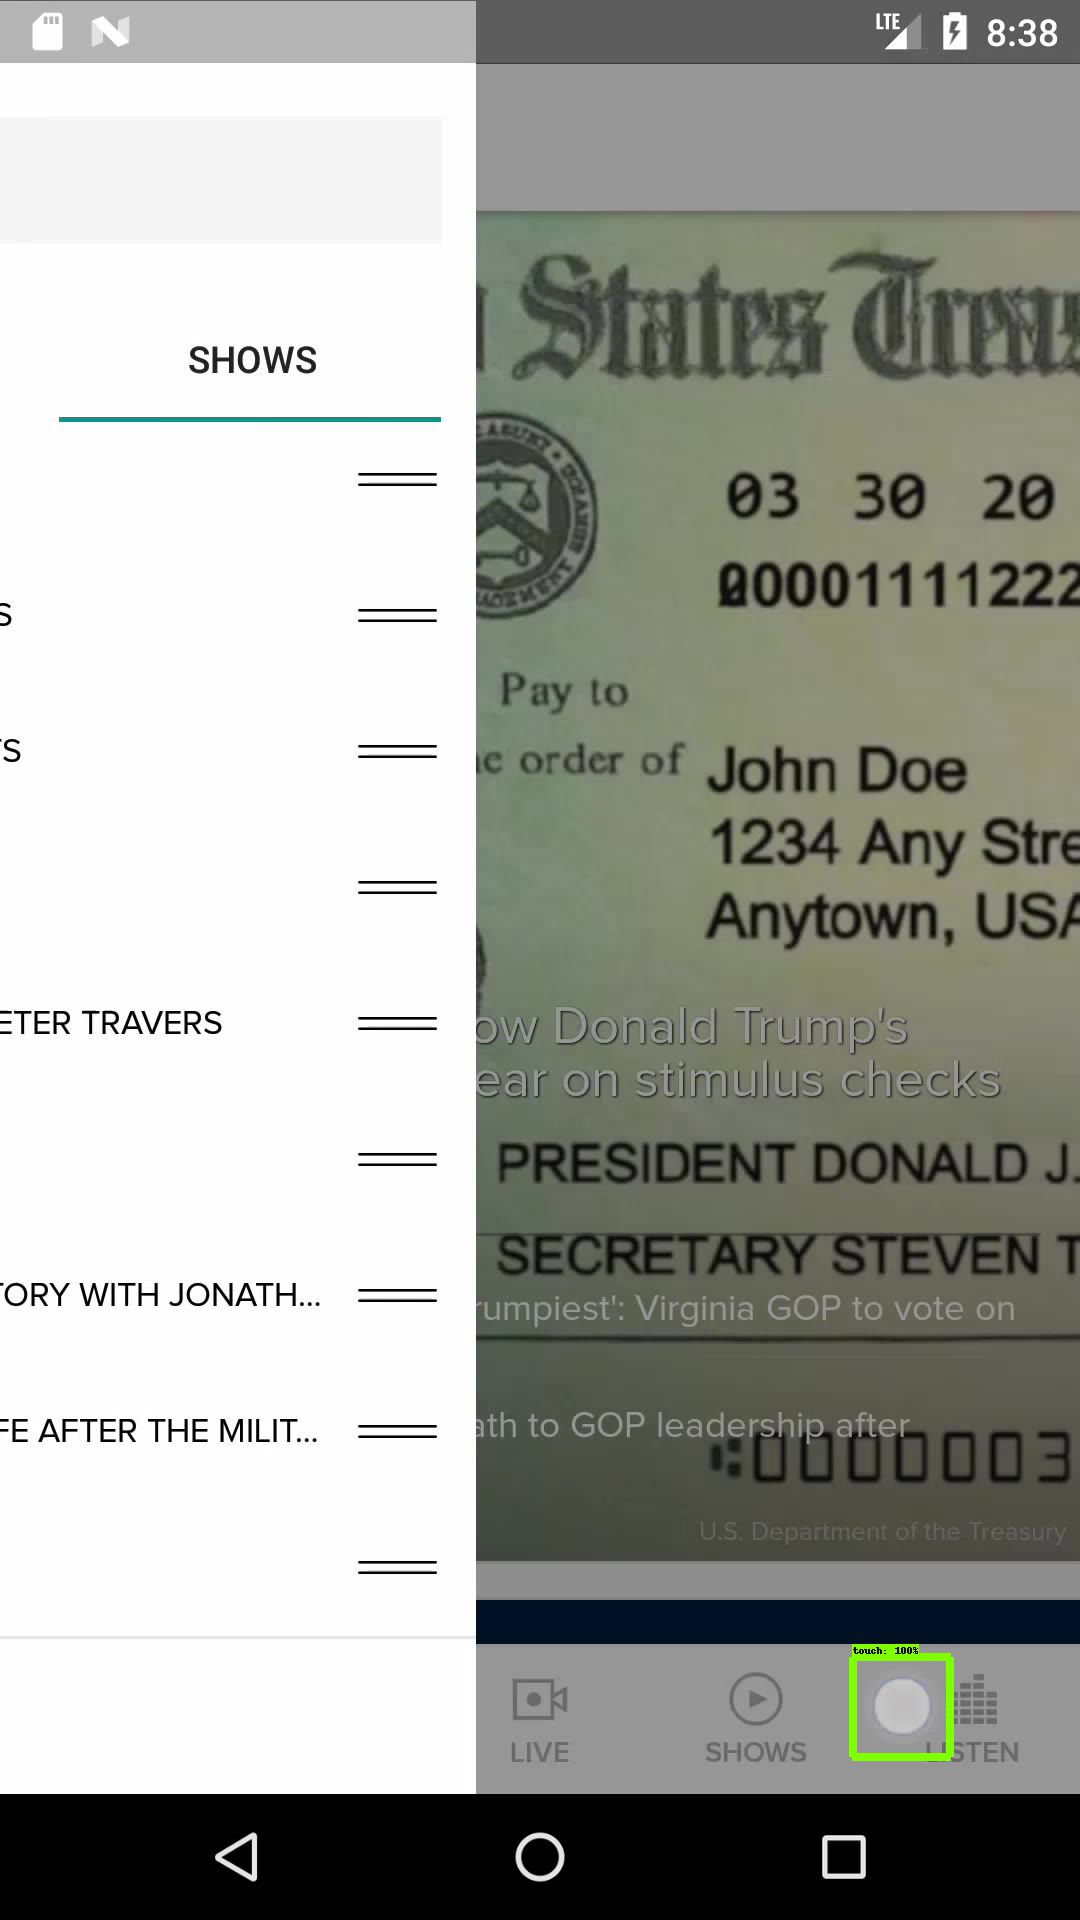 LTE 8:38
SHOWS
States
03 30 20
Pay to
order of
John Doe
1234 Any
Anytown, USA
ETER TRAVERS
ow Donald Trump's
ear on stimulus checks
PRESIDENT DONALD J.
SECRETARY STEVEN T
TORY WITH JONATH...
rumpiest': Virginia GOP to vote on
FE AFTER THE MILIT...
ath to GOP leadership after
0000003
U.S. Department of the Treasury
touch: 100%
LIVE
SHOWS
LISTEN